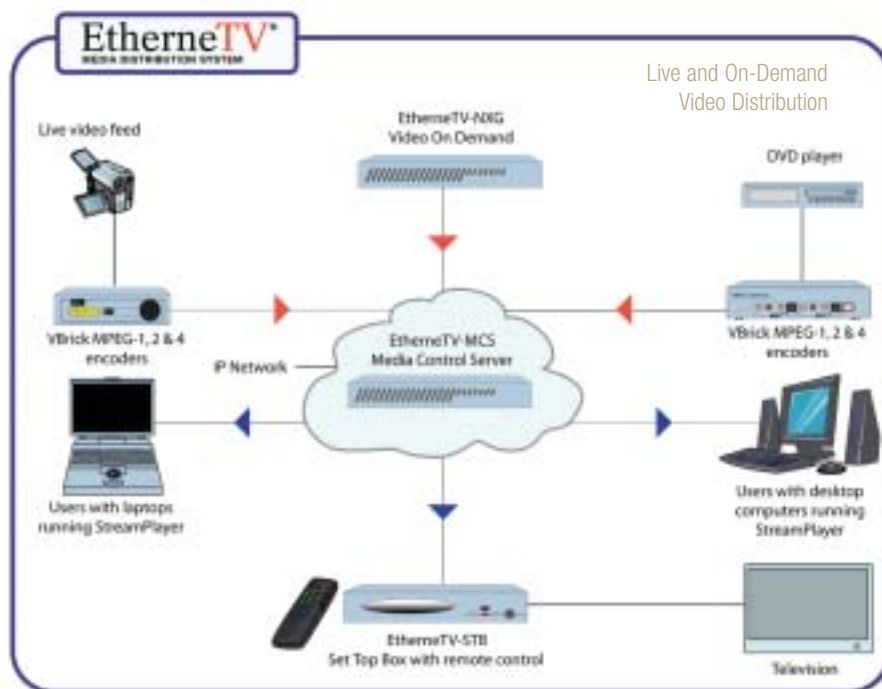 EtherneTV
MEDIA DISTRIBUTION SYSTEM
Live and On-Demand
Video Distribution
Live video feed
EtherneTV-NXG
Video On Demand
DVD player
VBrick MPEG-1, 2 & 4
encoders
EtherneTV-MCS
Media Control Server
VBrick MPEG-1, 2 & 4
encoders
IP Network
Users with laptops
running StreamPlayer
Users with desktop
computers running
StreamPlayer
EtherneTV-STB
Set Top Box with remote control
Television